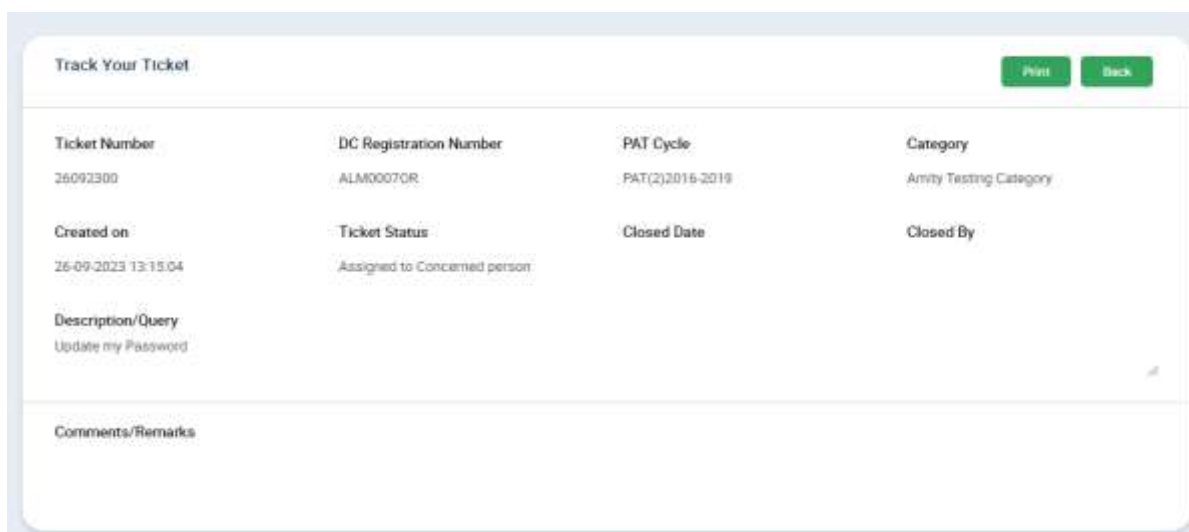 Track Your Ticket
Print Back
Ticket Number DC Registration Number PAT Cycle Category
26092300 ALM0007OR PAT(2)2016-2019 Amity Testing Category
Created on Ticket Status Closed Date Closed By
26-09-2023 13:15:04 Assigned to Concerned person
Description/Query
Update my Password
Comments/Remarks